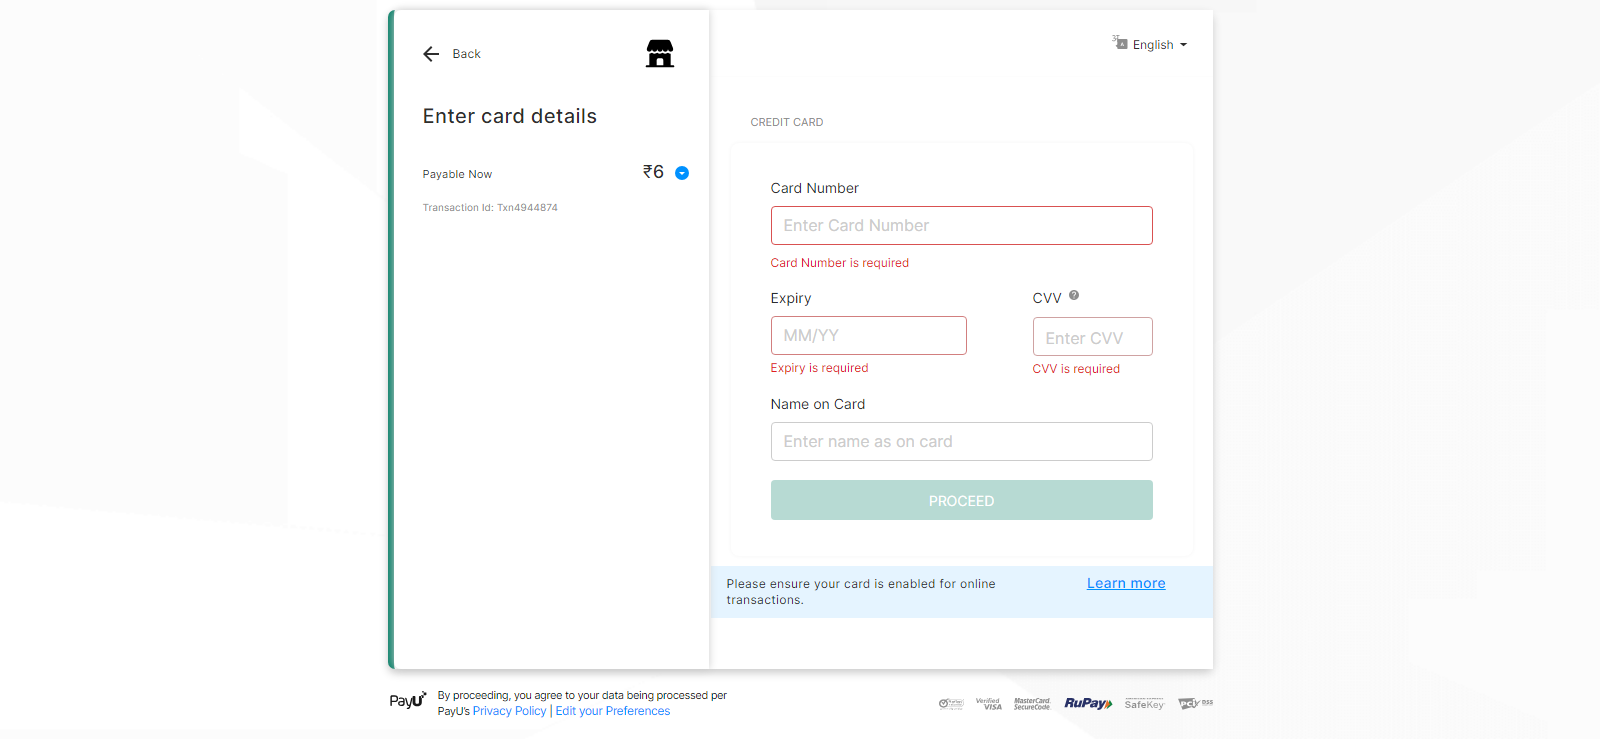 Back
Enter card details
Payable Now
₹6
Transaction Id: Txn4944874
English
CREDIT CARD
Card Number
Enter Card Number
Card Number is required
Expiry
CVV
MM/YY
Enter CVV
Expiry is required
CVV is required
Name on Card
Enter name as on card
PROCEED
Please ensure your card is enabled for online
transactions.
Learn more
PayU
By proceeding, you agree to your data being processed per
PayU's Privacy Policy | Edit your Preferences
Verified
VISA
MasterCard.
SecureCode.
RuPay
SafeKey
PCI DSS